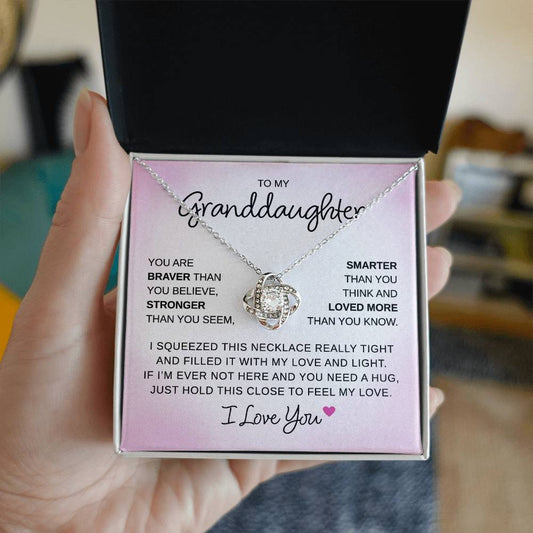 TO MY
Granddaughter
YOU ARE
BRAVER THAN
YOU BELIEVE,
STRONGER
THAN YOU SEEM,
SMARTER
THAN YOU
THINK AND
LOVED MORE
THAN YOU KNOW.
I SQUEEZED THIS NECKLACE REALLY TIGHT
AND FILLED IT WITH MY LOVE AND LIGHT.
IF I'M EVER NOT HERE AND YOU NEED A HUG,
JUST HOLD THIS CLOSE TO FEEL MY LOVE.
I Love You